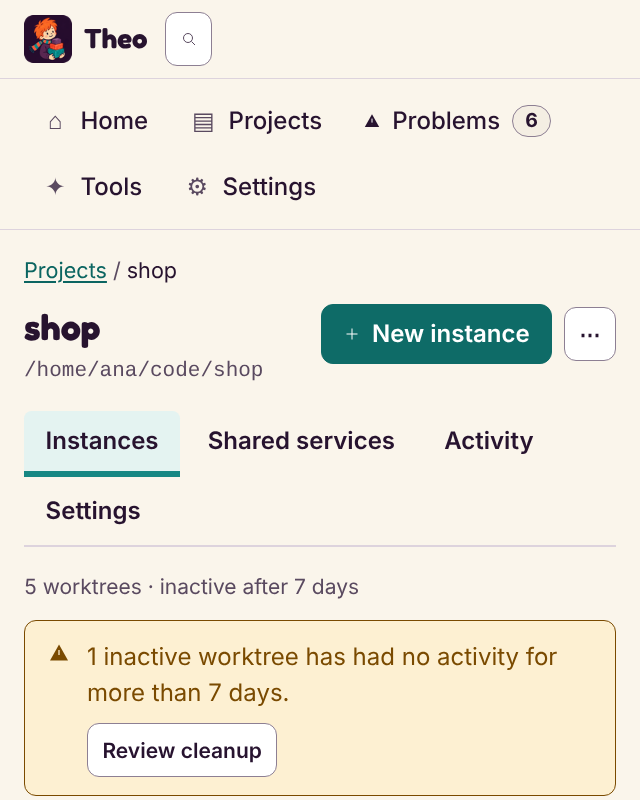 Theo
Home
Projects
Problems 6
Tools
Settings
Projects / shop
shop
+ New instance
...
/home/ana/code/shop
Instances
Shared services
Activity
Settings
5 worktrees · inactive after 7 days
1 inactive worktree has had no activity for
more than 7 days.
Review cleanup